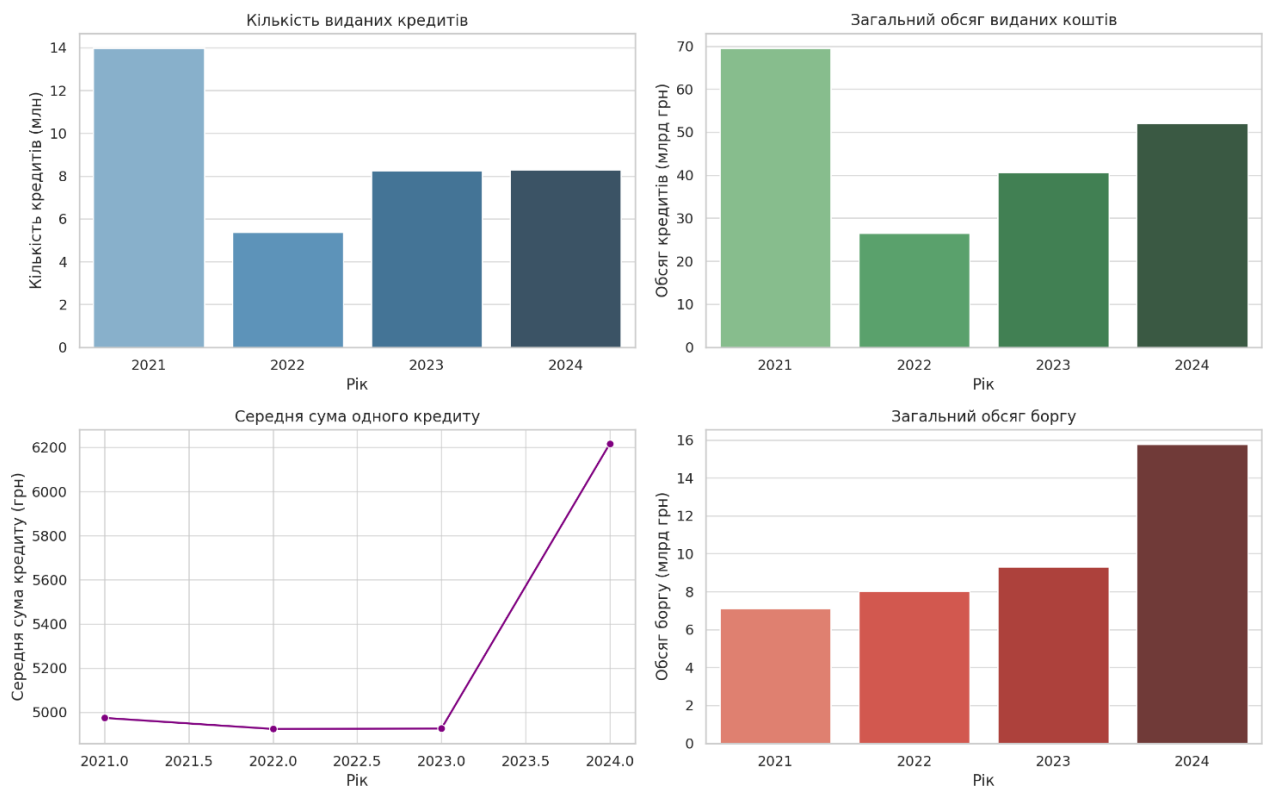 Кількість виданих кредитів
Кількість кредитів (млн)
14
12
10
8
6
4
2
0
2021 2022 2023 2024
Рік
Загальний обсяг виданих коштів
Обсяг кредитів (млрд грн)
70
60
50
40
30
20
10
0
2021 2022 2023 2024
Рік
Середня сума одного кредиту
Середня сума кредиту (грн)
6200
6000
5800
5600
5400
5200
5000
2021.0 2021.5 2022.0 2022.5 2023.0 2023.5 2024.0
Рік
Загальний обсяг боргу
Обсяг боргу (млрд грн)
16
14
12
10
8
6
4
2
0
2021 2022 2023 2024
Рік